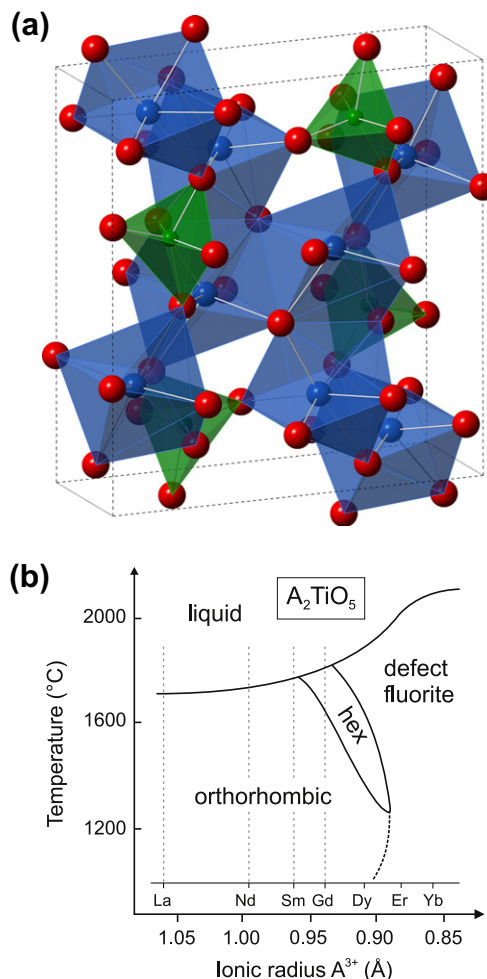 (a)
(b)
A₂TiO₅
liquid
2000
defect
fluorite
hex
1600
Temperature (°C)
orthorhombic
1200
La Nd Sm Gd Dy Er Yb
1.05 1.00 0.95 0.90 0.85
Ionic radius A³⁺ (Å)